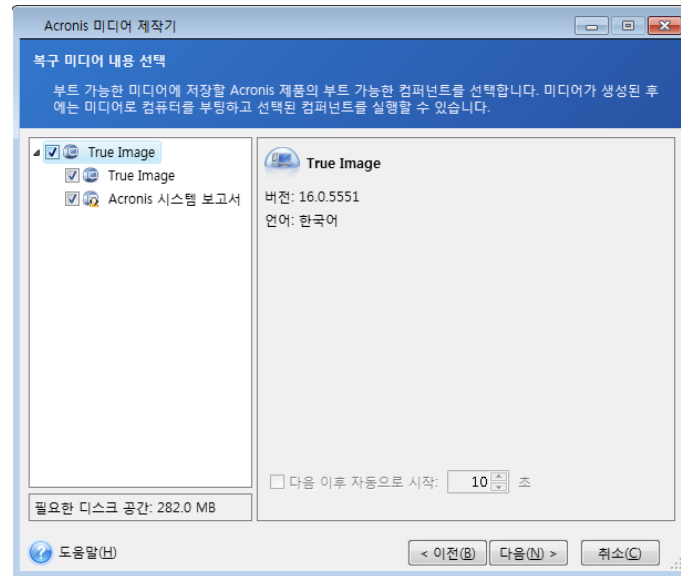 Acronis 미디어 제작기
복구 미디어 내용 선택
부트 가능한 미디어에 저장할 Acronis 제품의 부트 가능한 컴퍼넌트를 선택합니다. 미디어가 생성된 후
에는 미디어로 컴퓨터를 부팅하고 선택된 컴퍼넌트를 실행할 수 있습니다.
True Image
True Image
Acronis 시스템 보고서
필요한 디스크 공간: 282.0 MB
True Image
버전: 16.0.5551
언어: 한국어
다음 이후 자동으로 시작: 10 초
도움말(H)
< 이전(B) 다음(N) > 취소(C)